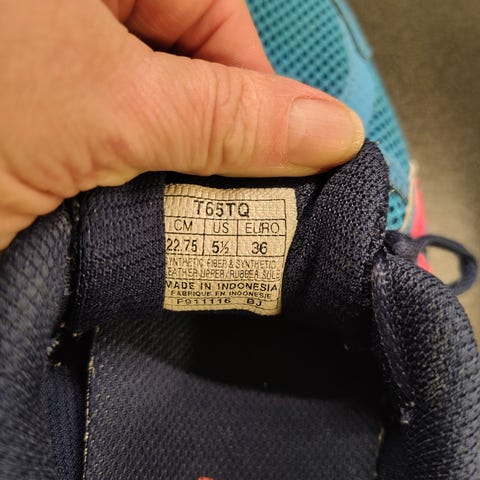 T65TQ
CM US EURO
22.75 5½ 36
SYNTHETIC FIBER & SYNTHETIC
LEATHER UPPER/RUBBER SOLE
MADE IN INDONESIA
FABRIQUE EN INDONESIE
F911116 BJ